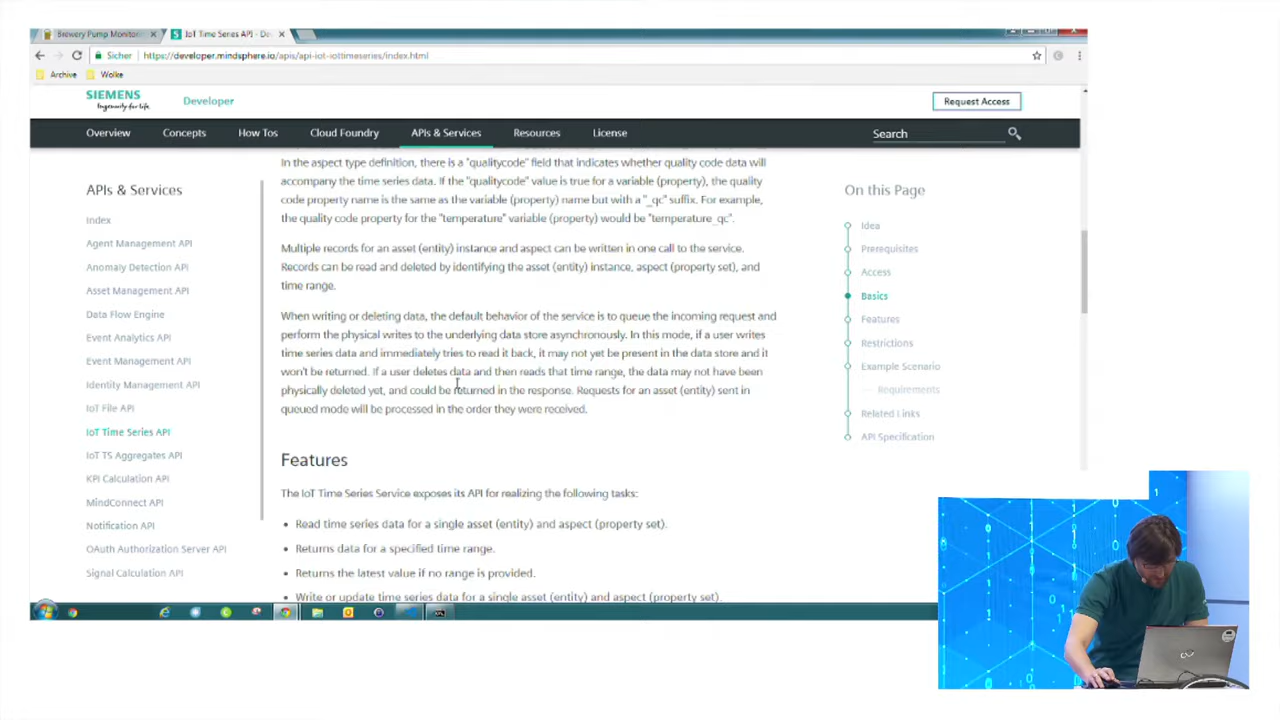 Brewery Pump Monitor
IoT Time Series API - De
Sicher
https://developer.mindsphere.io/apis/api-iot-iottimeseries/index.html
Archive
Wolke
SIEMENS
Ingenuity for life
Developer
Request Access
Overview
Concepts
How Tos
Cloud Foundry
APIs & Services
Resources
License
Search
APIs & Services
Index
Agent Management API
Anomaly Detection API
Asset Management API
Data Flow Engine
Event Analytics API
Event Management API
Identity Management API
IoT File API
IoT Time Series API
IoT TS Aggregates API
KPI Calculation API
MindConnect API
Notification API
OAuth Authorization Server API
Signal Calculation API
In the aspect type definition, there is a "qualitycode" field that indicates whether quality code data will
accompany the time series data. If the "qualitycode" value is true for a variable (property), the quality
code property name is the same as the variable (property) name but with a "_qc" suffix. For example,
the quality code property for the "temperature" variable (property) would be "temperature_qc".
Multiple records for an asset (entity) instance and aspect can be written in one call to the service.
Records can be read and deleted by identifying the asset (entity) instance, aspect (property set), and
time range.
When writing or deleting data, the default behavior of the service is to queue the incoming request and
perform the physical writes to the underlying data store asynchronously. In this mode, if a user writes
time series data and immediately tries to read it back, it may not yet be present in the data store and it
won't be returned. If a user deletes data and then reads that time range, the data may not have been
physically deleted yet, and could be returned in the response. Requests for an asset (entity) sent in
queued mode will be processed in the order they were received.
Features
The IoT Time Series Service exposes its API for realizing the following tasks:
• Read time series data for a single asset (entity) and aspect (property set).
• Returns data for a specified time range.
• Returns the latest value if no range is provided.
• Write or update time series data for a single asset (entity) and aspect (property set).
On this Page
Idea
Prerequisites
Access
Basics
Features
Restrictions
Example Scenario
Requirements
Related Links
API Specification